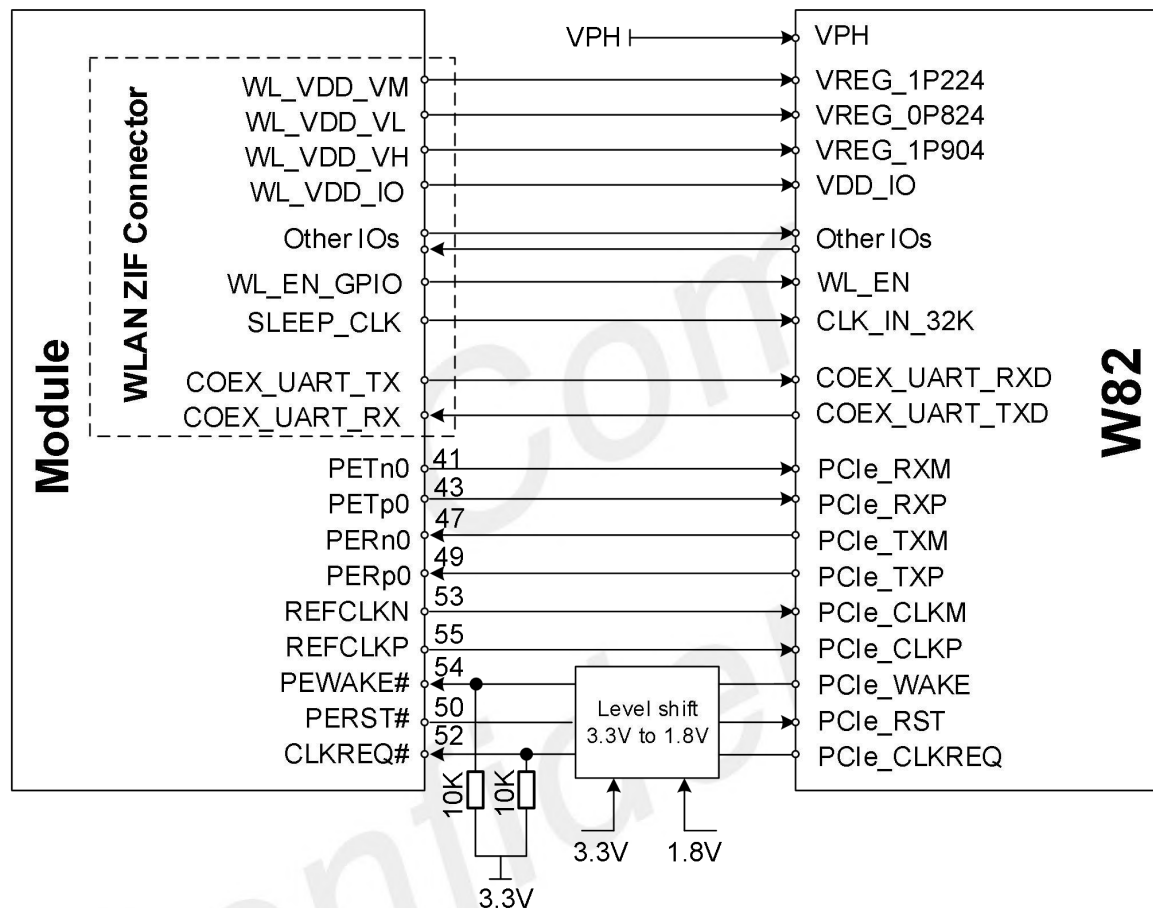 VPH VPH
WL_VDD_VM VREG_1P224
WL_VDD_VL VREG_0P824
WL_VDD_VH VREG_1P904
WL_VDD_IO VDD_IO
Other IOs Other IOs
WL_EN_GPIO WL_EN
SLEEP_CLK CLK_IN_32K
COEX_UART_TX COEX_UART_RXD
COEX_UART_RX COEX_UART_TXD
WLAN ZIF Connector
Module
W82
PETn0 41 PCIe_RXM
PETp0 43 PCIe_RXP
PERn0 47 PCIe_TXM
PERp0 49 PCIe_TXP
REFCLKN 53 PCIe_CLKM
REFCLKP 55 PCIe_CLKP
PEWAKE# 54 PCIe_WAKE
PERST# 50 PCIe_RST
CLKREQ# 52 PCIe_CLKREQ
Level shift
3.3V to 1.8V
10K 10K
3.3V 1.8V
3.3V